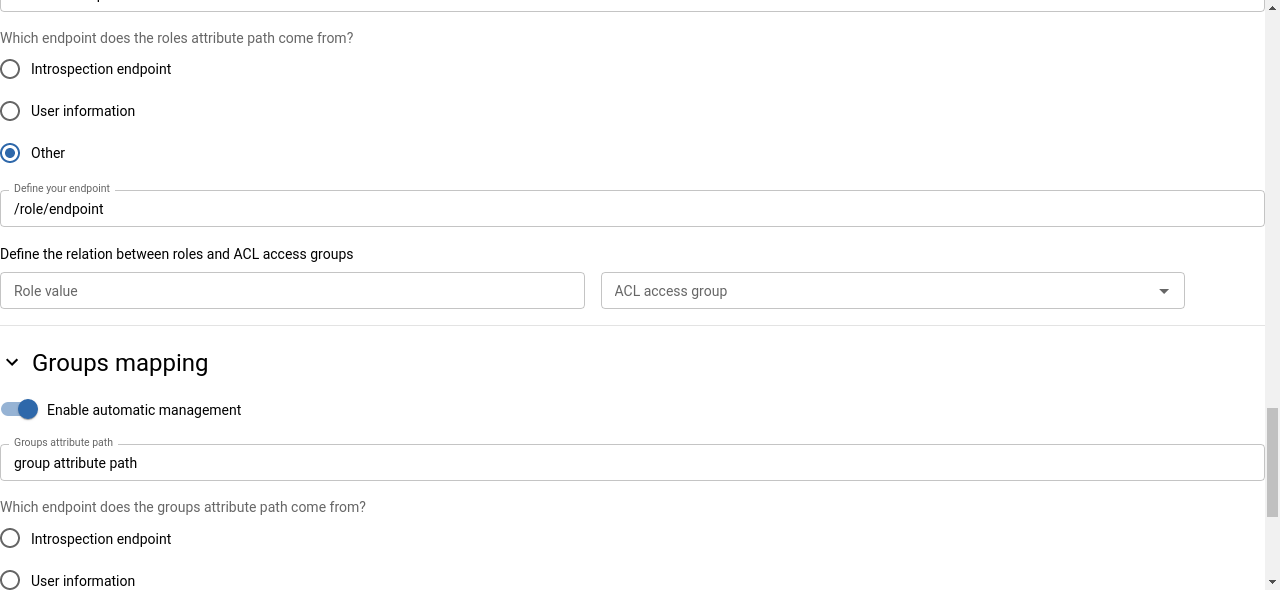 Which endpoint does the roles attribute path come from?
Introspection endpoint
User information
Other
Define your endpoint
/role/endpoint
Define the relation between roles and ACL access groups
Role value
ACL access group
Groups mapping
Enable automatic management
Groups attribute path
group attribute path
Which endpoint does the groups attribute path come from?
Introspection endpoint
User information